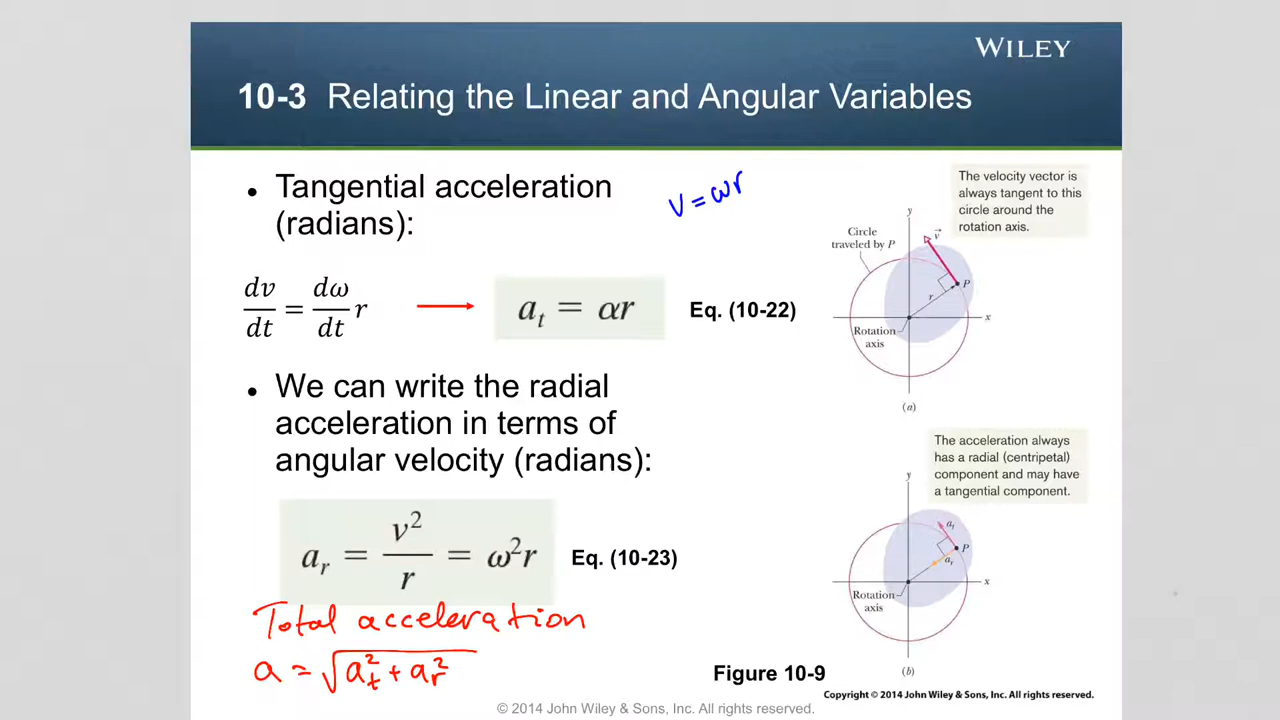 WILEY
10-3 Relating the Linear and Angular Variables
• Tangential acceleration
(radians):
v = ωr
dv/dt = dω/dt r → a_t = αr Eq. (10-22)
• We can write the radial
acceleration in terms of
angular velocity (radians):
a_r = v²/r = ω²r Eq. (10-23)
Total acceleration
a = √(a_t² + a_r²)
The velocity vector is
always tangent to this
circle around the
rotation axis.
y
Circle
traveled by P
v⃗
P
r
x
Rotation
axis
(a)
The acceleration always
has a radial (centripetal)
component and may have
a tangential component.
y
a_t
P
a_r
x
Rotation
axis
(b)
Figure 10-9
Copyright © 2014 John Wiley & Sons, Inc. All rights reserved.
© 2014 John Wiley & Sons, Inc. All rights reserved.